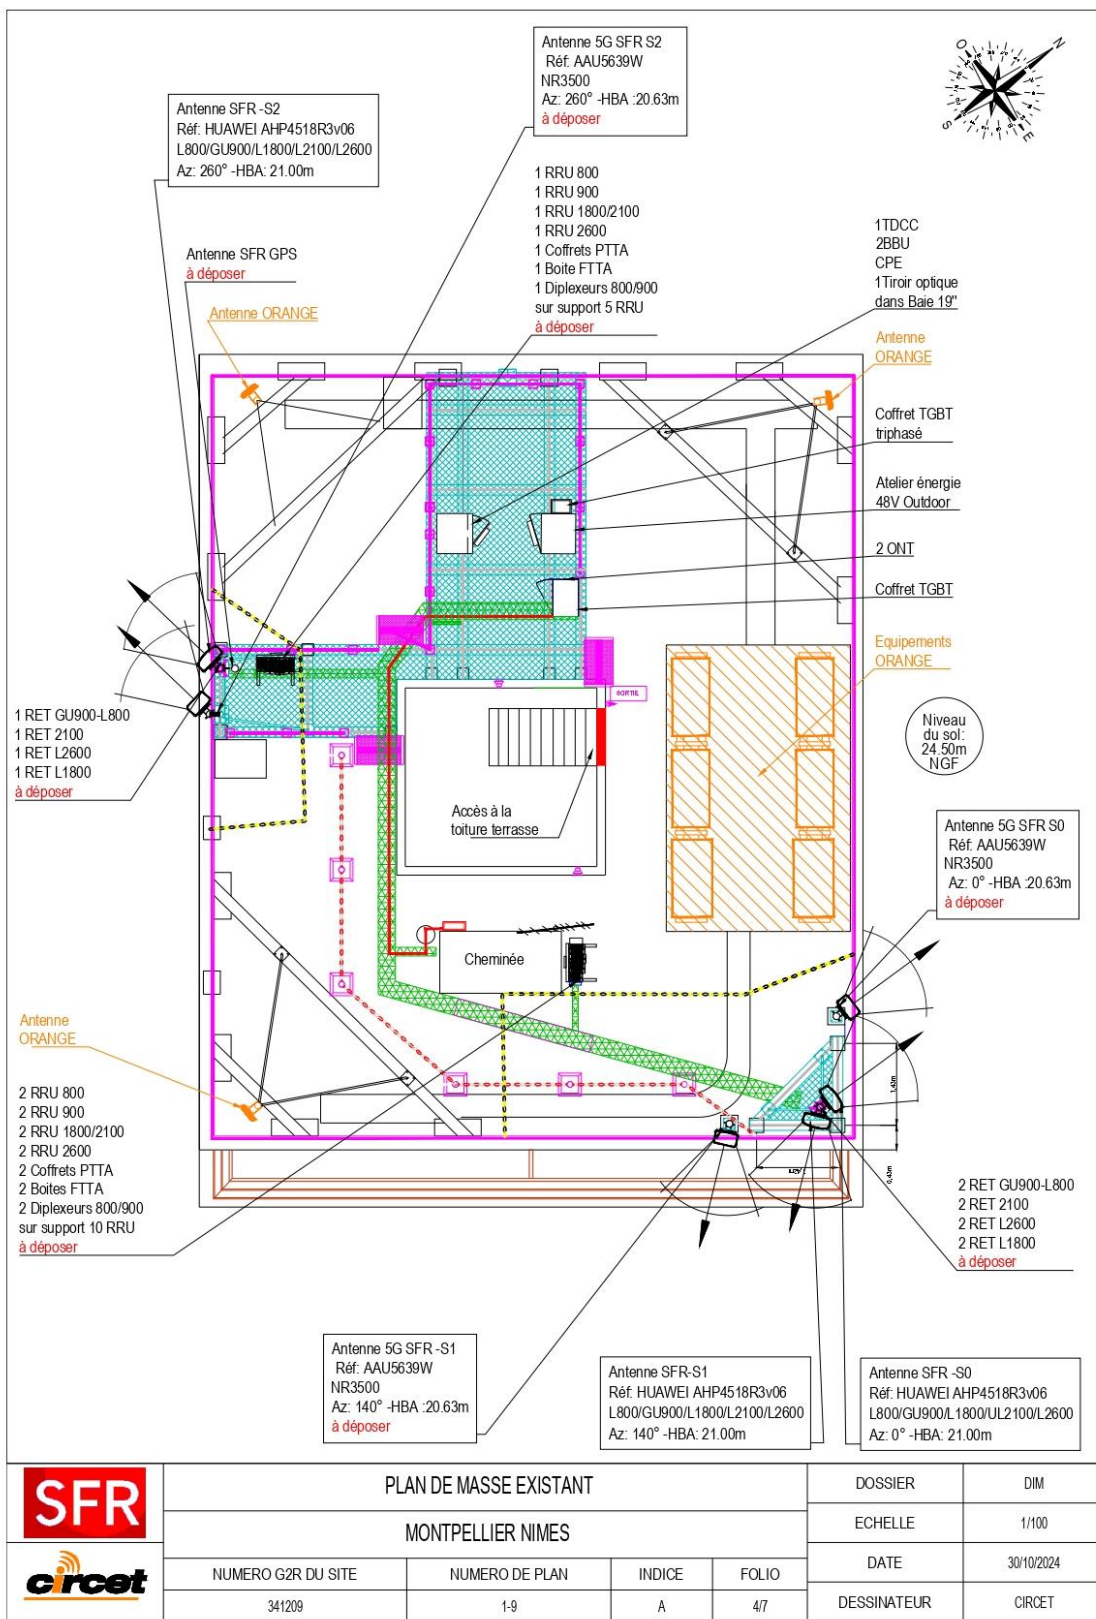 Antenne 5G SFR S2
Réf: AAU5639W
NR3500
Az: 260° -HBA :20.63m
à déposer
Antenne SFR -S2
Réf: HUAWEI AHP4518R3v06
L800/GU900/L1800/L2100/L2600
Az: 260° -HBA: 21.00m
O
N
S
E
1 RRU 800
1 RRU 900
1 RRU 1800/2100
1 RRU 2600
1 Coffrets PTTA
1 Boite FTTA
1 Diplexeurs 800/900
sur support 5 RRU
à déposer
1TDCC
2BBU
CPE
1Tiroir optique
dans Baie 19"
Antenne SFR GPS
à déposer
Antenne ORANGE
Antenne
ORANGE
Coffret TGBT
triphasé
Atelier énergie
48V Outdoor
2 ONT
Coffret TGBT
Equipements
ORANGE
SORTIE
Niveau
du sol:
24.50m
NGF
1 RET GU900-L800
1 RET 2100
1 RET L2600
1 RET L1800
à déposer
Accès à la
toiture terrasse
Antenne 5G SFR S0
Réf: AAU5639W
NR3500
Az: 0° -HBA :20.63m
à déposer
Cheminée
Antenne
ORANGE
2 RRU 800
2 RRU 900
2 RRU 1800/2100
2 RRU 2600
2 Coffrets PTTA
2 Boites FTTA
2 Diplexeurs 800/900
sur support 10 RRU
à déposer
0,43m
2 RET GU900-L800
2 RET 2100
2 RET L2600
2 RET L1800
à déposer
Antenne 5G SFR -S1
Réf: AAU5639W
NR3500
Az: 140° -HBA :20.63m
à déposer
Antenne SFR-S1
Réf: HUAWEI AHP4518R3v06
L800/GU900/L1800/L2100/L2600
Az: 140° -HBA: 21.00m
Antenne SFR -S0
Réf: HUAWEI AHP4518R3v06
L800/GU900/L1800/UL2100/L2600
Az: 0° -HBA: 21.00m
SFR
circet
PLAN DE MASSE EXISTANT
MONTPELLIER NIMES
NUMERO G2R DU SITE
NUMERO DE PLAN
INDICE
FOLIO
341209
1-9
A
4/7
DOSSIER
DIM
ECHELLE
1/100
DATE
30/10/2024
DESSINATEUR
CIRCET